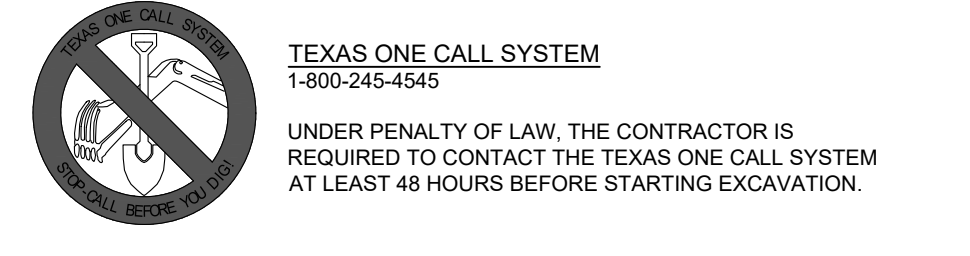 TEXAS ONE CALL SYSTEM
STOP-CALL BEFORE YOU DIG!
TEXAS ONE CALL SYSTEM
1-800-245-4545
UNDER PENALTY OF LAW, THE CONTRACTOR IS
REQUIRED TO CONTACT THE TEXAS ONE CALL SYSTEM
AT LEAST 48 HOURS BEFORE STARTING EXCAVATION.